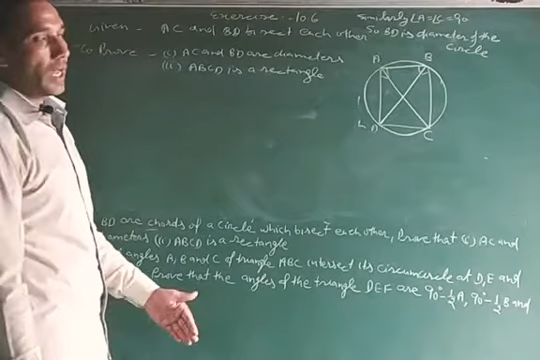 Exercise - 10.6
Given - AC and BD bisect each other
To Prove - (i) AC and BD are diameters
(ii) ABCD is a rectangle
Similarly ∠A=∠C=90
So BD is diameter of the
circle
A B
D C
BD are chords of a circle which bisect each other, Prove that (i) AC and
(ii) ABCD is a rectangle
angles A, B and C of triangle ABC intersect its circumcircle at D, E and
Prove that the angles of the triangle DEF are 90°-1/2A, 90°-1/2B and